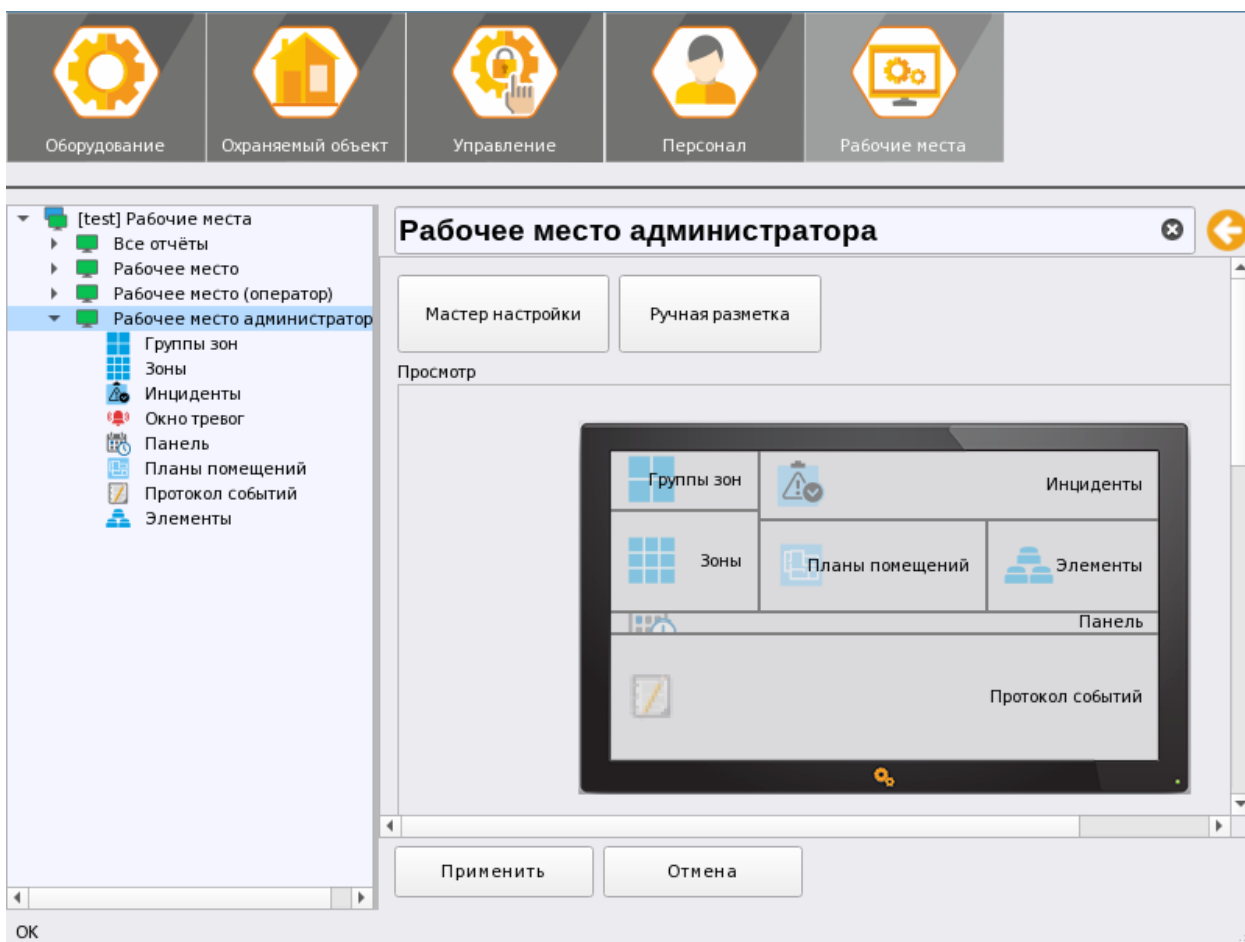 Оборудование
Охраняемый объект
Управление
Персонал
Рабочие места
[test] Рабочие места
Все отчёты
Рабочее место
Рабочее место (оператор)
Рабочее место администратор
Группы зон
Зоны
Инциденты
Окно тревог
Панель
Планы помещений
Протокол событий
Элементы
Рабочее место администратора
Мастер настройки
Ручная разметка
Просмотр
Группы зон
Инциденты
Зоны
Планы помещений
Элементы
Панель
Протокол событий
Применить
Отмена
OK